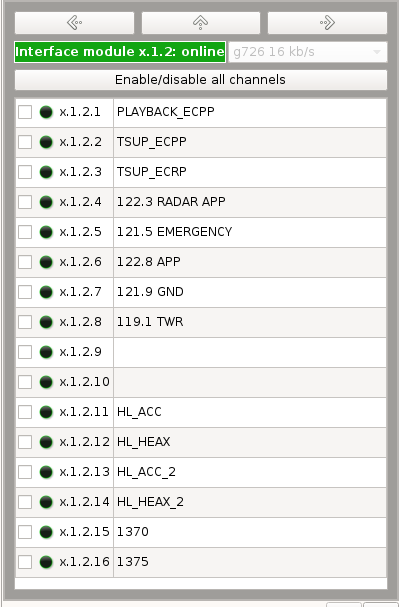 Interface module x.1.2: online g726 16 kb/s
Enable/disable all channels
x.1.2.1 PLAYBACK_ECPP
x.1.2.2 TSUP_ECPP
x.1.2.3 TSUP_ECRP
x.1.2.4 122.3 RADAR APP
x.1.2.5 121.5 EMERGENCY
x.1.2.6 122.8 APP
x.1.2.7 121.9 GND
x.1.2.8 119.1 TWR
x.1.2.9
x.1.2.10
x.1.2.11 HL_ACC
x.1.2.12 HL_HEAX
x.1.2.13 HL_ACC_2
x.1.2.14 HL_HEAX_2
x.1.2.15 1370
x.1.2.16 1375